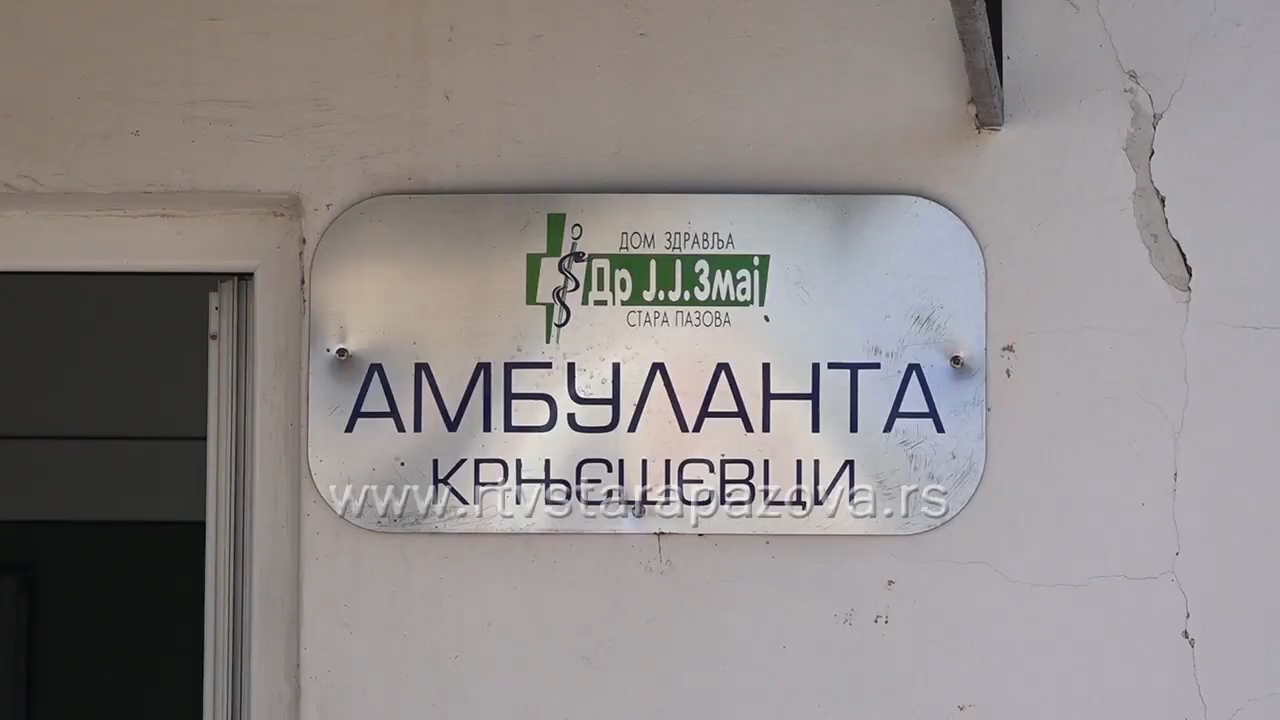 ДОМ ЗДРАВЉА
Др Ј.Ј.Змај
СТАРА ПАЗОВА
АМБУЛАНТА
КРЊЕШЕВЦИ
www.rtvstarapazova.rs